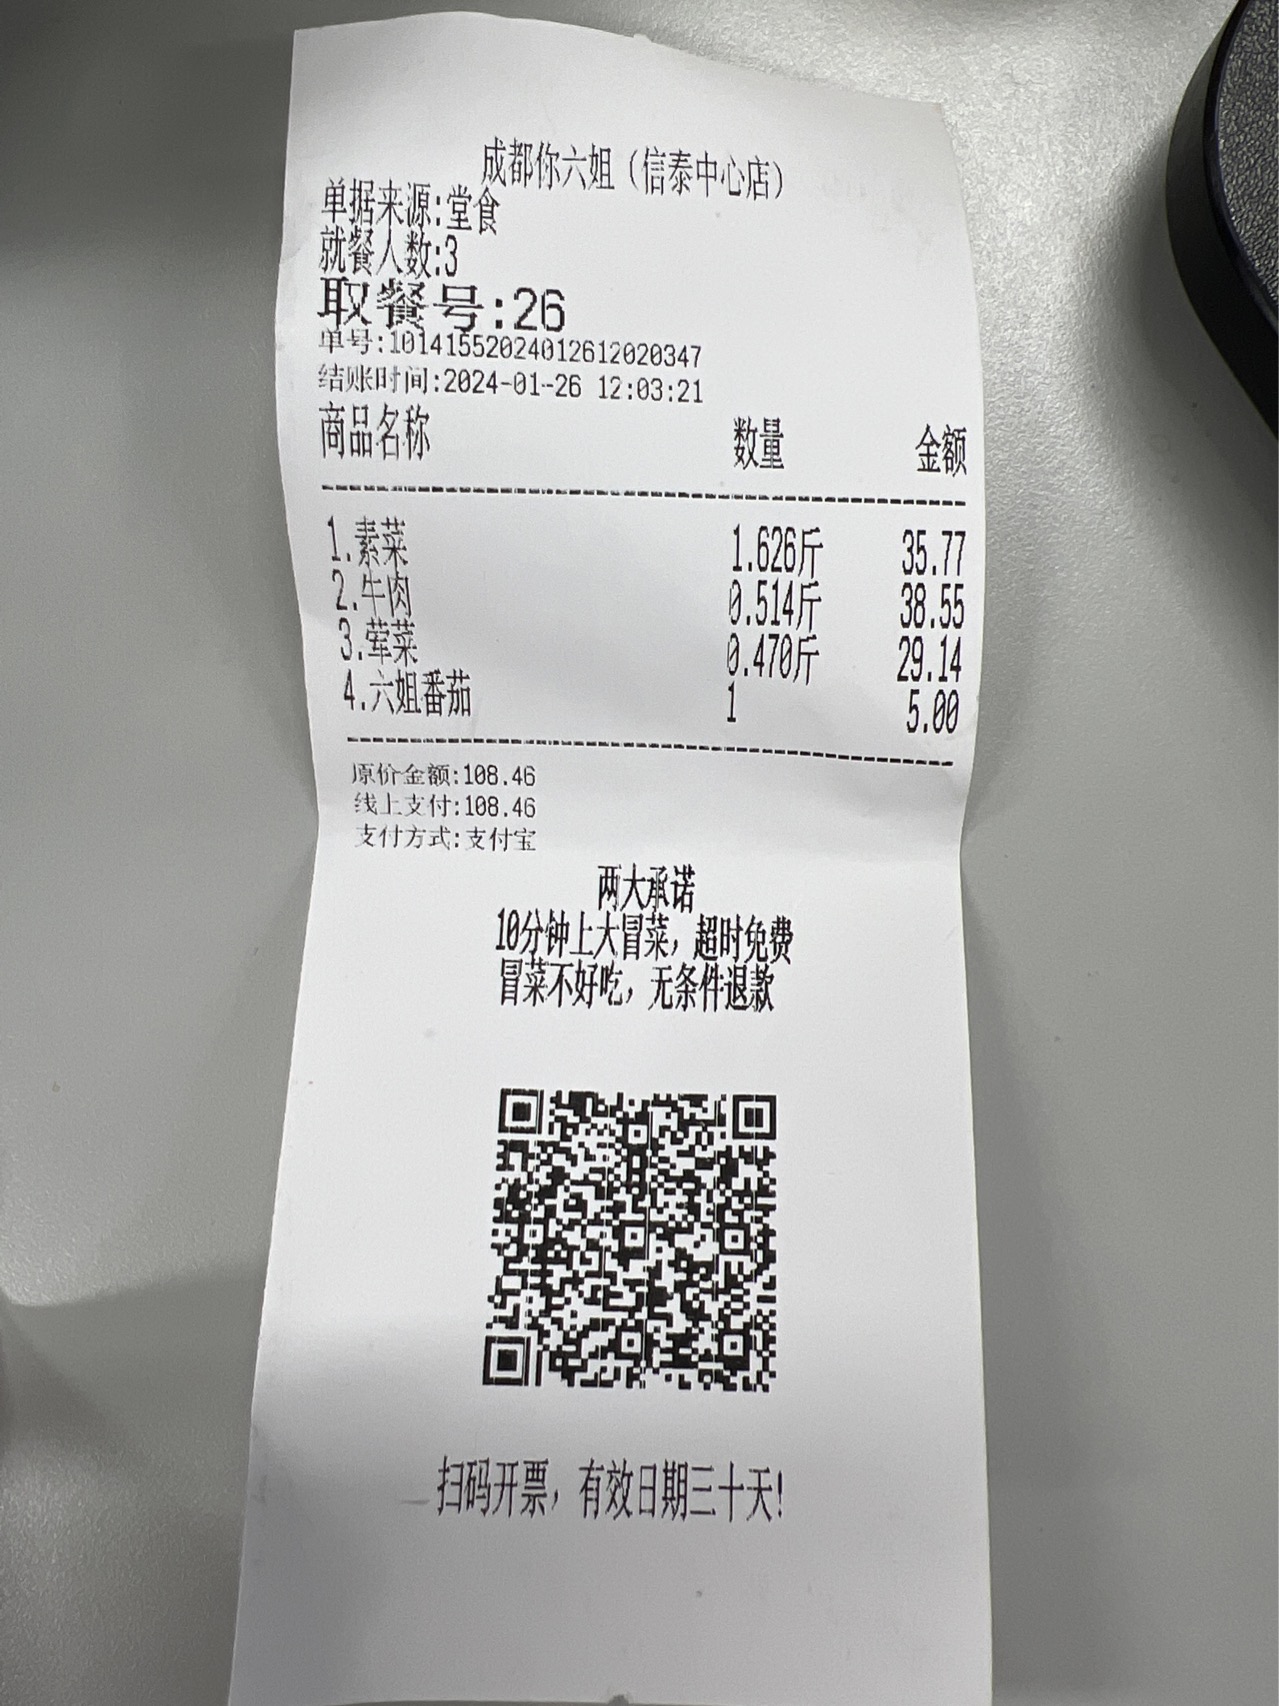 成都你六姐（信泰中心店）
单据来源:堂食
就餐人数:3
取餐号:26
单号:10141552024012612020347
结账时间:2024-01-26 12:03:21
商品名称 数量 金额
1.素菜 1.626斤 35.77
2.牛肉 0.514斤 38.55
3.荤菜 0.470斤 29.14
4.六姐番茄 1 5.00
原价金额:108.46
线上支付:108.46
支付方式:支付宝
两大承诺
10分钟上大冒菜，超时免费
冒菜不好吃，无条件退款
扫码开票，有效日期三十天!